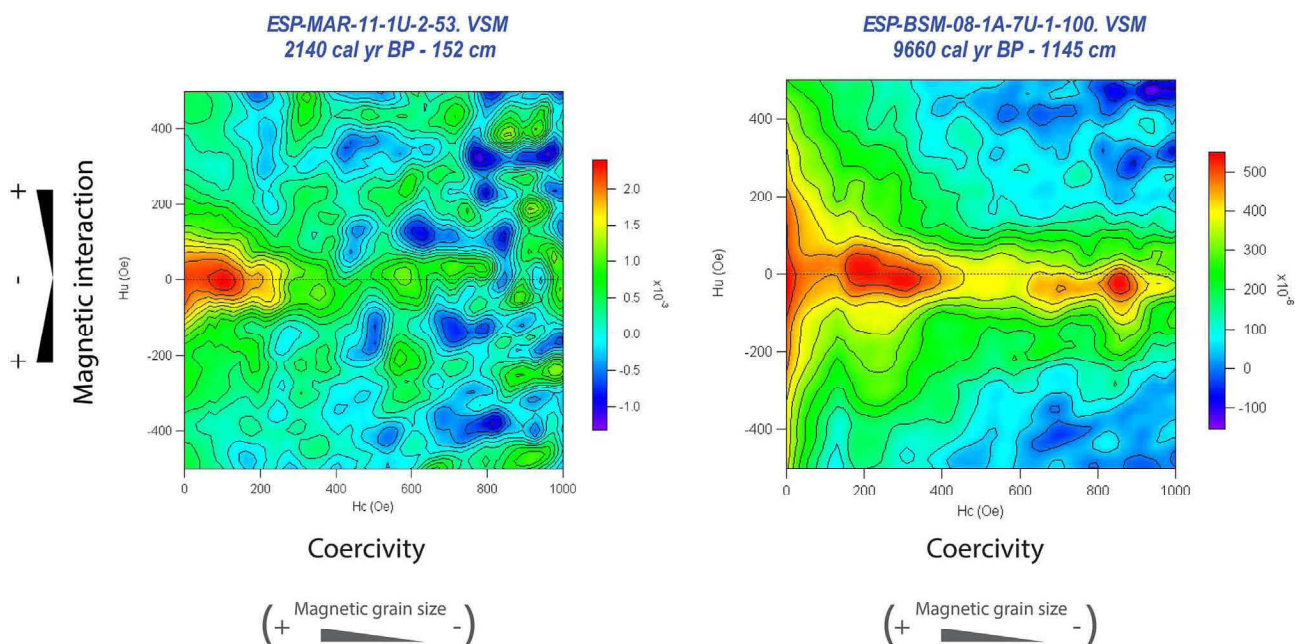 ESP-MAR-11-1U-2-53. VSM
2140 cal yr BP - 152 cm
+
-
+
Magnetic interaction
Hu (Oe)
400
200
0
-200
-400
0
200
400
600
800
1000
Hc (Oe)
2.0
1.5
1.0
0.5
0.0
-0.5
-1.0
x10-3
Coercivity
(+ Magnetic grain size -)
ESP-BSM-08-1A-7U-1-100. VSM
9660 cal yr BP - 1145 cm
Hu (Oe)
400
200
0
-200
-400
0
200
400
600
800
1000
Hc (Oe)
500
400
300
200
100
0
-100
x10-6
Coercivity
(+ Magnetic grain size -)